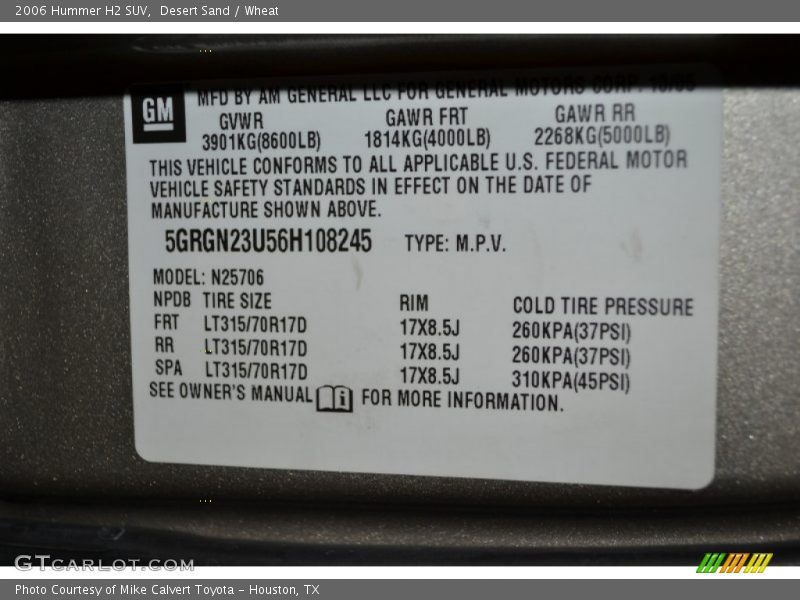 2006 Hummer H2 SUV,  Desert Sand / Wheat
GM
MFD BY AM GENERAL LLC FOR GENERAL MOTORS CORP.
GVWR GAWR FRT GAWR RR
3901KG(8600LB) 1814KG(4000LB) 2268KG(5000LB)
THIS VEHICLE CONFORMS TO ALL APPLICABLE U.S. FEDERAL MOTOR
VEHICLE SAFETY STANDARDS IN EFFECT ON THE DATE OF
MANUFACTURE SHOWN ABOVE.
5GRGN23U56H108245 TYPE: M.P.V.
MODEL: N25706
NPDB TIRE SIZE RIM COLD TIRE PRESSURE
FRT LT315/70R17D 17X8.5J 260KPA(37PSI)
RR LT315/70R17D 17X8.5J 260KPA(37PSI)
SPA LT315/70R17D 17X8.5J 310KPA(45PSI)
SEE OWNER'S MANUAL i FOR MORE INFORMATION.
GTCARLOT.COM
Photo Courtesy of Mike Calvert Toyota - Houston, TX